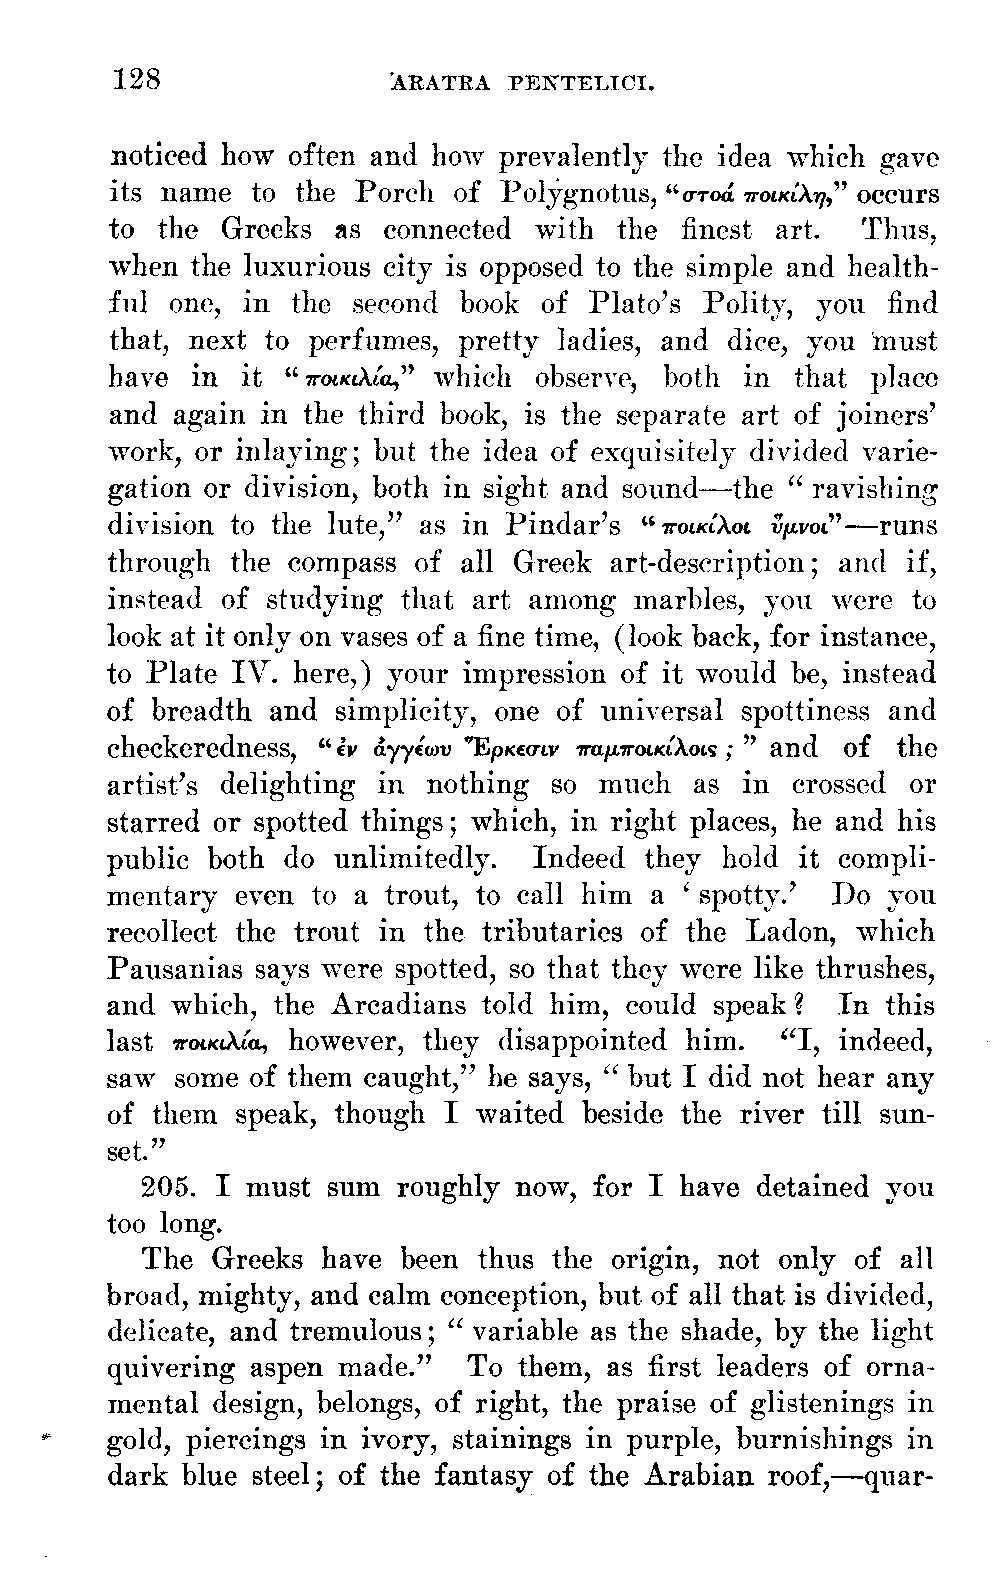 128 ARATRA PENTELICI.
noticed how often and how prevalently the idea which gave
its name to the Porch of Polygnotus, “στοά ποικίλη,” occurs
to the Greeks as connected with the finest art. Thus,
when the luxurious city is opposed to the simple and health-
ful one, in the second book of Plato’s Polity, you find
that, next to perfumes, pretty ladies, and dice, you must
have in it “ποικιλία,” which observe, both in that place
and again in the third book, is the separate art of joiners’
work, or inlaying; but the idea of exquisitely divided varie-
gation or division, both in sight and sound—the “ravishing
division to the lute,” as in Pindar’s “ποικίλοι ὕμνοι”—runs
through the compass of all Greek art-description; and if,
instead of studying that art among marbles, you were to
look at it only on vases of a fine time, (look back, for instance,
to Plate IV. here,) your impression of it would be, instead
of breadth and simplicity, one of universal spottiness and
checkeredness, “ἐν ἀγγέων Ἕρκεσιν παμποικίλοις;” and of the
artist’s delighting in nothing so much as in crossed or
starred or spotted things; which, in right places, he and his
public both do unlimitedly. Indeed they hold it compli-
mentary even to a trout, to call him a ‘spotty.’ Do you
recollect the trout in the tributaries of the Ladon, which
Pausanias says were spotted, so that they were like thrushes,
and which, the Arcadians told him, could speak? In this
last ποικιλία, however, they disappointed him. “I, indeed,
saw some of them caught,” he says, “but I did not hear any
of them speak, though I waited beside the river till sun-
set.”
205. I must sum roughly now, for I have detained you
too long.
The Greeks have been thus the origin, not only of all
broad, mighty, and calm conception, but of all that is divided,
delicate, and tremulous; “variable as the shade, by the light
quivering aspen made.” To them, as first leaders of orna-
mental design, belongs, of right, the praise of glistenings in
gold, piercings in ivory, stainings in purple, burnishings in
dark blue steel; of the fantasy of the Arabian roof,—quar-